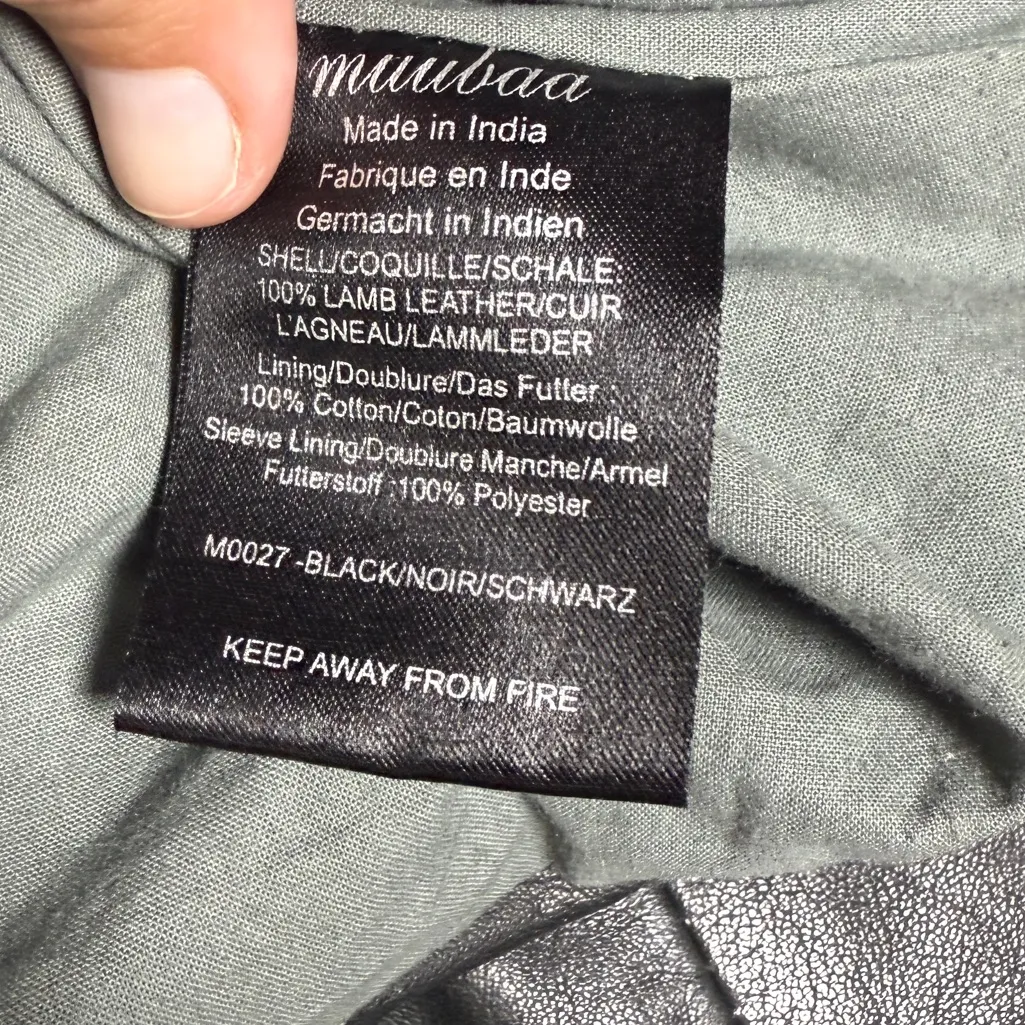 muubaa
Made in India
Fabrique en Inde
Germacht in Indien
SHELL/COQUILLE/SCHALE:
100% LAMB LEATHER/CUIR
L'AGNEAU/LAMMLEDER
Lining/Doublure/Das Futter :
100% Cotton/Coton/Baumwolle
Sleeve Lining/Doublure Manche/Armel
Futterstoff :100% Polyester
M0027 -BLACK/NOIR/SCHWARZ
KEEP AWAY FROM FIRE